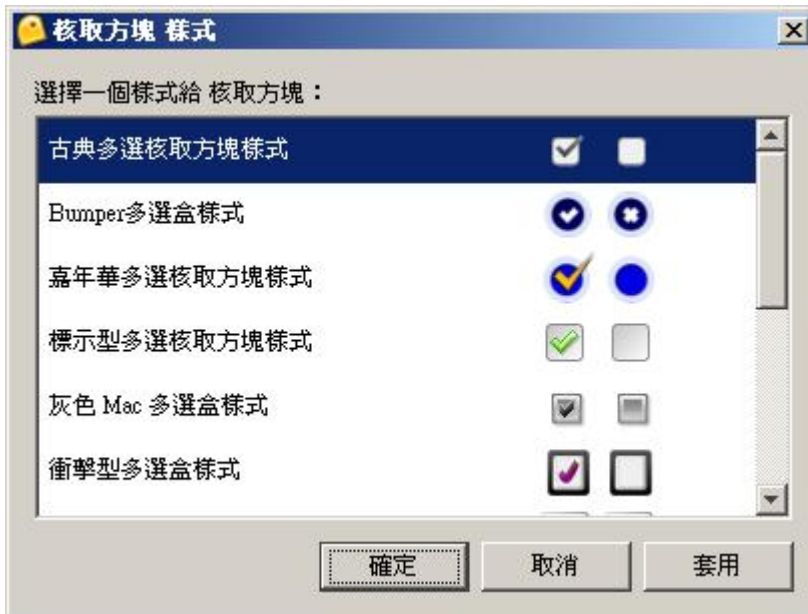 核取方塊 樣式
選擇一個樣式給 核取方塊：
古典多選核取方塊樣式
Bumper多選盒樣式
嘉年華多選核取方塊樣式
標示型多選核取方塊樣式
灰色 Mac 多選盒樣式
衝擊型多選盒樣式
確定
取消
套用